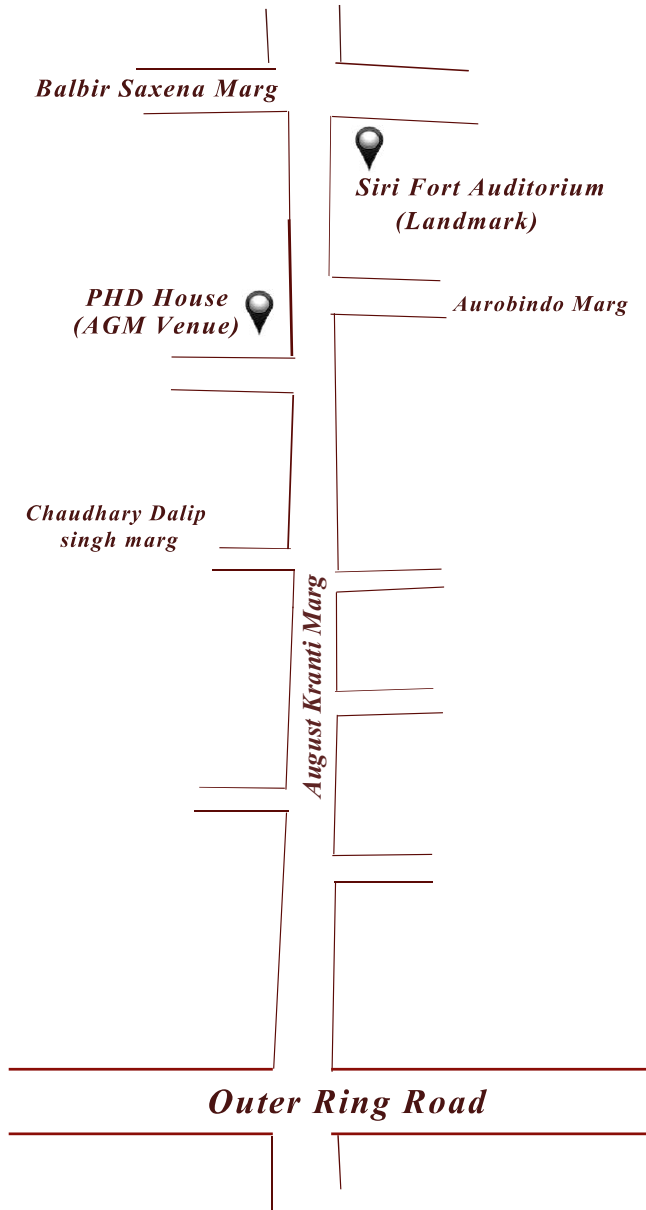 Balbir Saxena Marg
Siri Fort Auditorium
(Landmark)
PHD House
(AGM Venue)
Aurobindo Marg
Chaudhary Dalip
singh marg
August Kranti Marg
Outer Ring Road